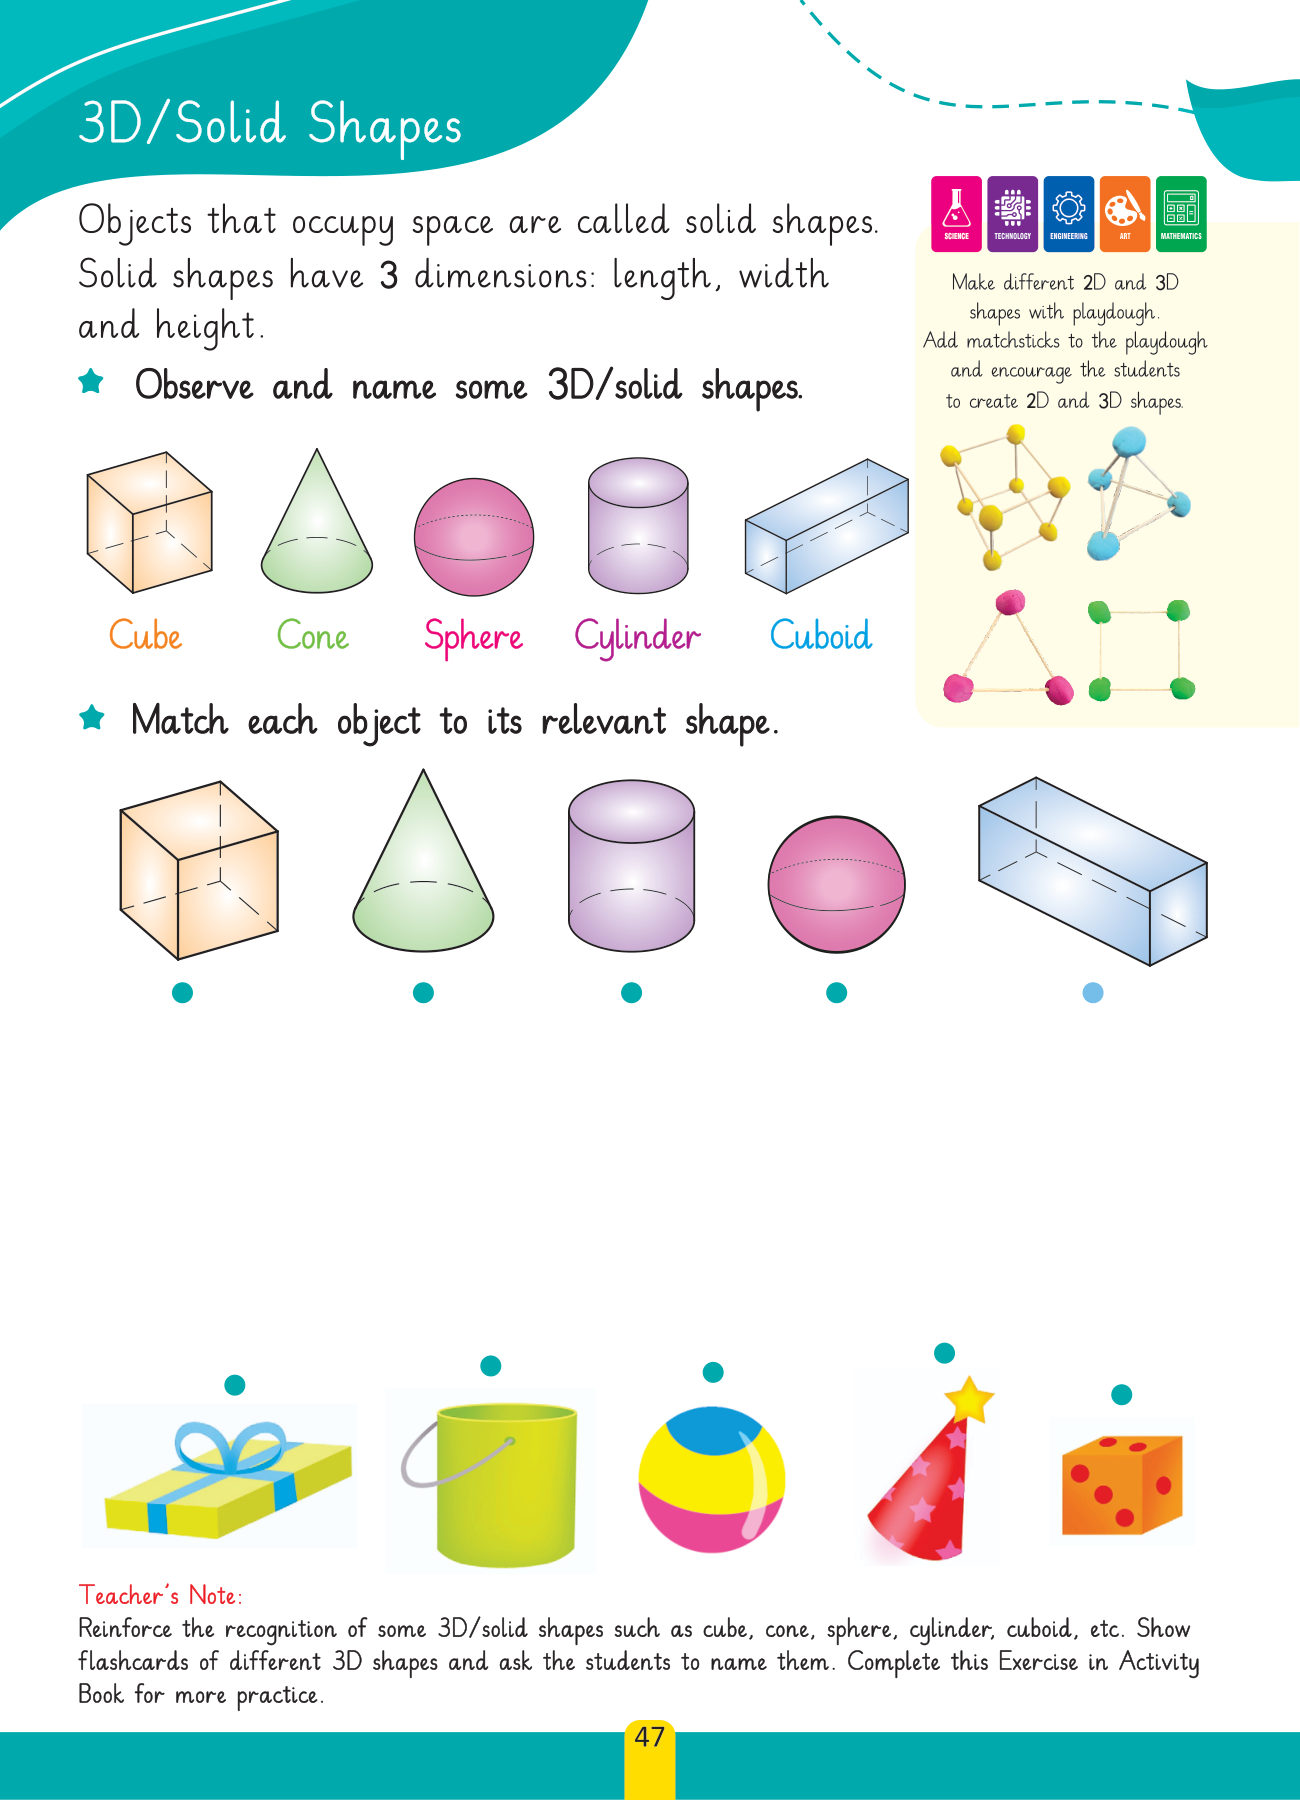 3D/Solid Shapes
Objects that occupy space are called solid shapes.
Solid shapes have 3 dimensions: length, width
and height.
SCIENCE
TECHNOLOGY
ENGINEERING
ART
MATHEMATICS
Make different 2D and 3D
shapes with playdough.
Add matchsticks to the playdough
and encourage the students
to create 2D and 3D shapes.
Observe and name some 3D/solid shapes.
Cube
Cone
Sphere
Cylinder
Cuboid
Match each object to its relevant shape.
Teacher's Note:
Reinforce the recognition of some 3D/solid shapes such as cube, cone, sphere, cylinder, cuboid, etc. Show
flashcards of different 3D shapes and ask the students to name them. Complete this Exercise in Activity
Book for more practice.
47